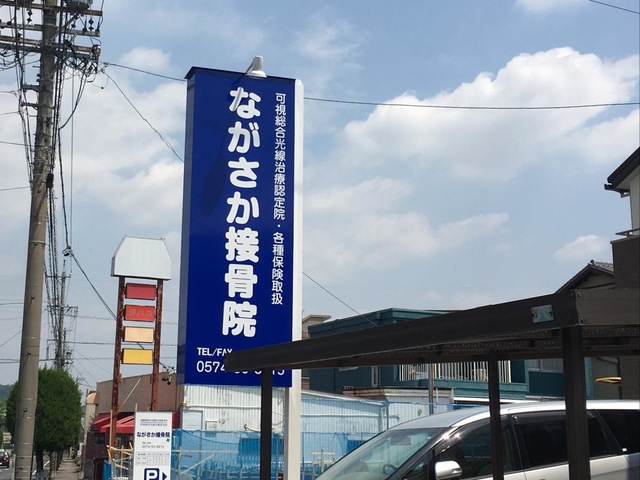 可視総合光線治療認定院・各種保険取扱
ながさか接骨院
TEL/FAX
0574
ながさか接骨院
P